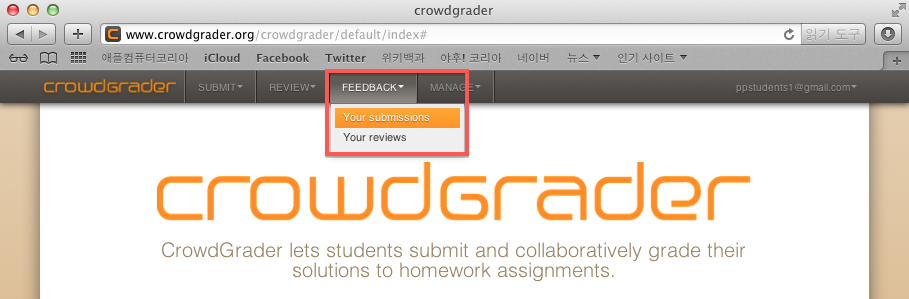 crowdgrader
www.crowdgrader.org/crowdgrader/default/index#
읽기 도구
애플컴퓨터코리아 iCloud Facebook Twitter 위키백과 야후! 코리아 네이버 뉴스 인기 사이트
crowdgrader SUBMIT REVIEW FEEDBACK MANAGE ppstudents1@gmail.com
Your submissions
Your reviews
crowdgrader
CrowdGrader lets students submit and collaboratively grade their
solutions to homework assignments.